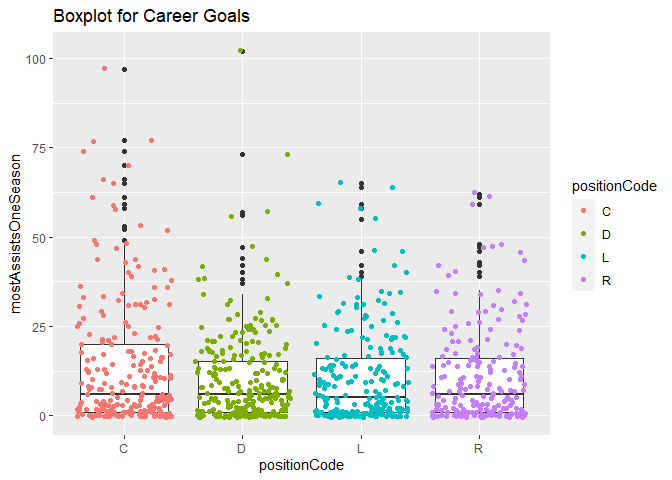 Boxplot for Career Goals
100
75
50
25
0
mostAssistsOneSeason
C
D
L
R
positionCode
positionCode
C
D
L
R